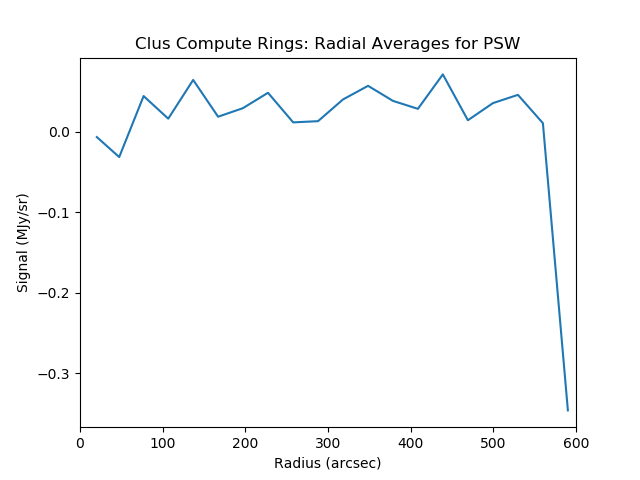 Clus Compute Rings: Radial Averages for PSW
Signal (MJy/sr)
0.0
−0.1
−0.2
−0.3
0 100 200 300 400 500 600
Radius (arcsec)